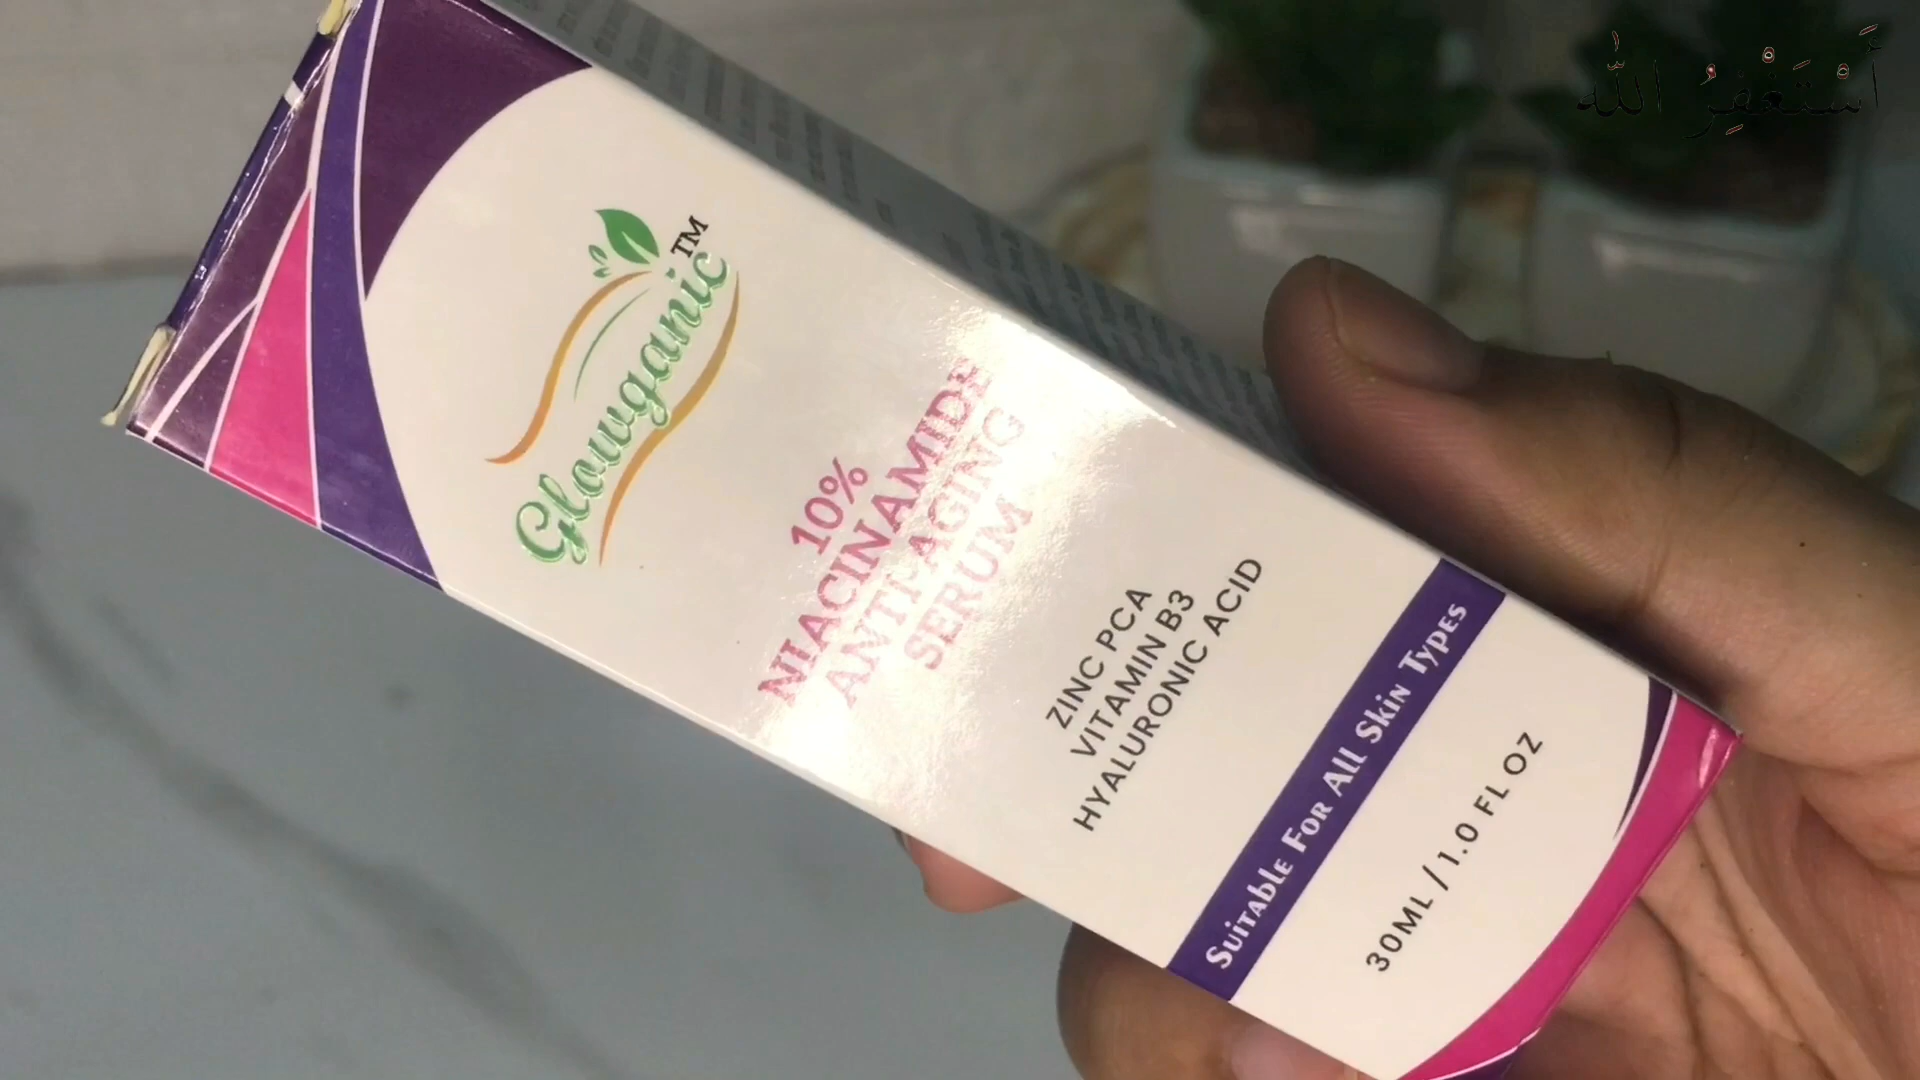 أَسْتَغْفِرُ اللّٰه
Glowganic™
10%
NIACINAMIDE
ANTI-AGING
SERUM
ZINC PCA
VITAMIN B3
HYALURONIC ACID
SuiTAblE FoR All Skin TypEs
30ML / 1.0 FL OZ